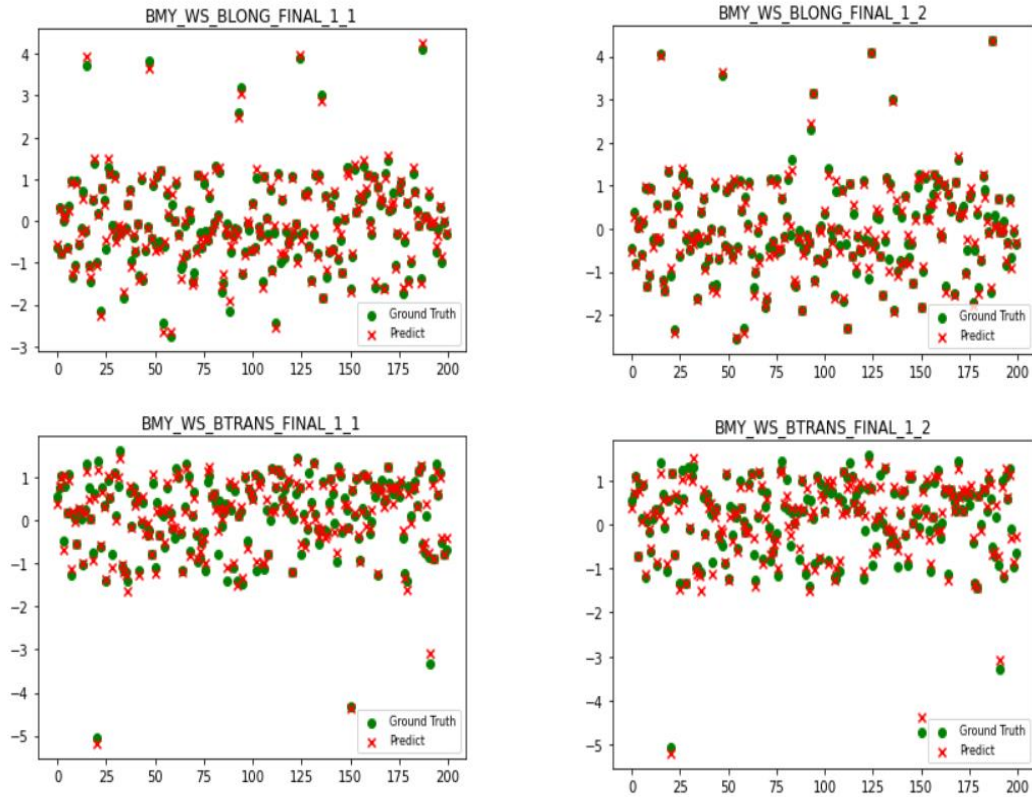 BMY_WS_BLONG_FINAL_1_1
4
3
2
1
0
−1
−2
−3
Ground Truth
Predict
0 25 50 75 100 125 150 175 200
BMY_WS_BLONG_FINAL_1_2
4
3
2
1
0
−1
−2
Ground Truth
Predict
0 25 50 75 100 125 150 175 200
BMY_WS_BTRANS_FINAL_1_1
1
0
−1
−2
−3
−4
−5
Ground Truth
Predict
0 25 50 75 100 125 150 175 200
BMY_WS_BTRANS_FINAL_1_2
1
0
−1
−2
−3
−4
−5
Ground Truth
Predict
0 25 50 75 100 125 150 175 200